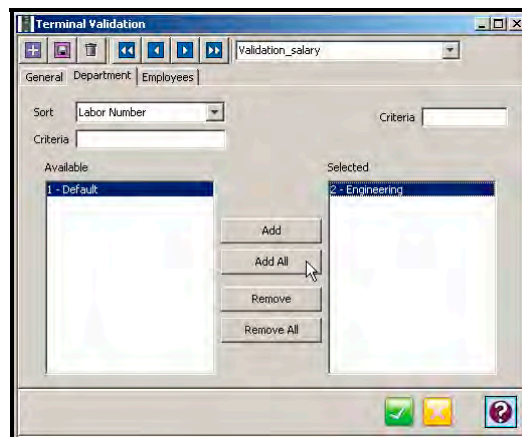 Terminal Validation
Validation_salary
General Department Employees
Sort Labor Number
Criteria
Criteria
Available
Selected
1 - Default
2 - Engineering
Add
Add All
Remove
Remove All